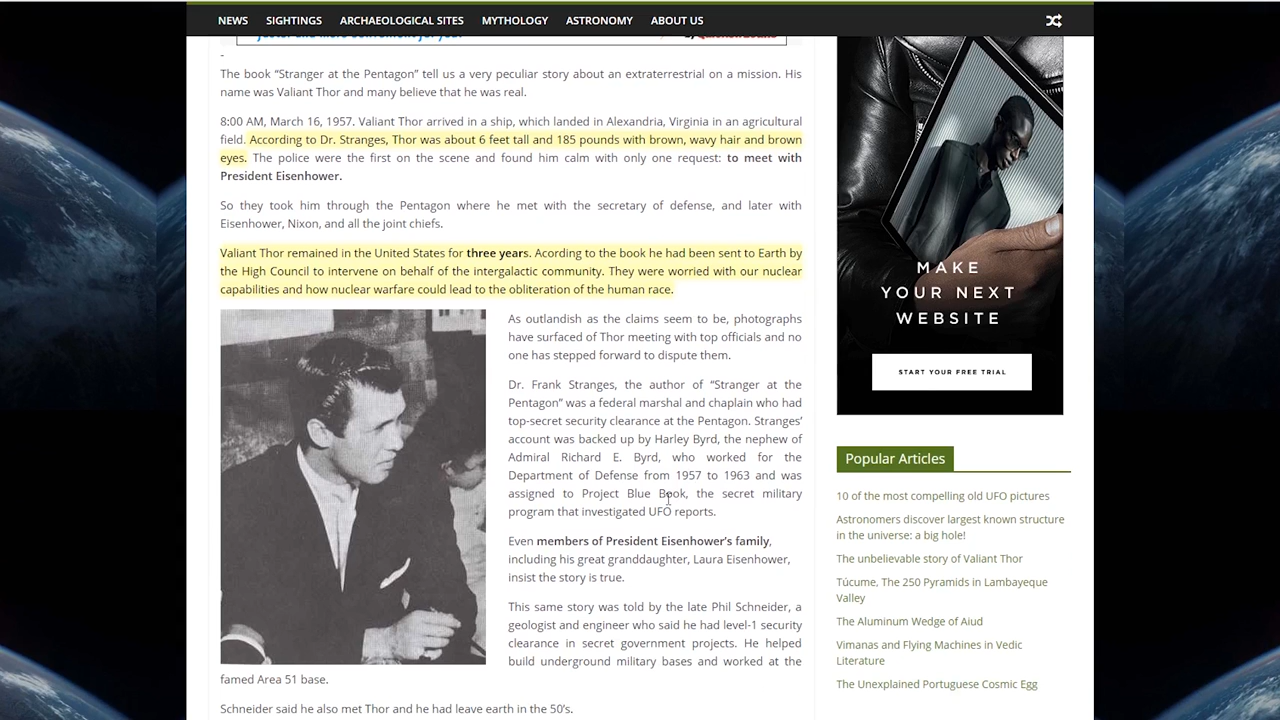 NEWS SIGHTINGS ARCHAEOLOGICAL SITES MYTHOLOGY ASTRONOMY ABOUT US
-
The book “Stranger at the Pentagon” tell us a very peculiar story about an extraterrestrial on a mission. His
name was Valiant Thor and many believe that he was real.
8:00 AM, March 16, 1957. Valiant Thor arrived in a ship, which landed in Alexandria, Virginia in an agricultural
field. According to Dr. Stranges, Thor was about 6 feet tall and 185 pounds with brown, wavy hair and brown
eyes. The police were the first on the scene and found him calm with only one request: to meet with
President Eisenhower.
So they took him through the Pentagon where he met with the secretary of defense, and later with
Eisenhower, Nixon, and all the joint chiefs.
Valiant Thor remained in the United States for three years. Acording to the book he had been sent to Earth by
the High Council to intervene on behalf of the intergalactic community. They were worried with our nuclear
capabilities and how nuclear warfare could lead to the obliteration of the human race.
As outlandish as the claims seem to be, photographs
have surfaced of Thor meeting with top officials and no
one has stepped forward to dispute them.
Dr. Frank Stranges, the author of “Stranger at the
Pentagon” was a federal marshal and chaplain who had
top-secret security clearance at the Pentagon. Stranges’
account was backed up by Harley Byrd, the nephew of
Admiral Richard E. Byrd, who worked for the
Department of Defense from 1957 to 1963 and was
assigned to Project Blue Book, the secret military
program that investigated UFO reports.
Even members of President Eisenhower’s family,
including his great granddaughter, Laura Eisenhower,
insist the story is true.
This same story was told by the late Phil Schneider, a
geologist and engineer who said he had level-1 security
clearance in secret government projects. He helped
build underground military bases and worked at the
famed Area 51 base.
Schneider said he also met Thor and he had leave earth in the 50’s.
MAKE
YOUR NEXT
WEBSITE
START YOUR FREE TRIAL
Popular Articles
10 of the most compelling old UFO pictures
Astronomers discover largest known structure
in the universe: a big hole!
The unbelievable story of Valiant Thor
Túcume, The 250 Pyramids in Lambayeque
Valley
The Aluminum Wedge of Aiud
Vimanas and Flying Machines in Vedic
Literature
The Unexplained Portuguese Cosmic Egg